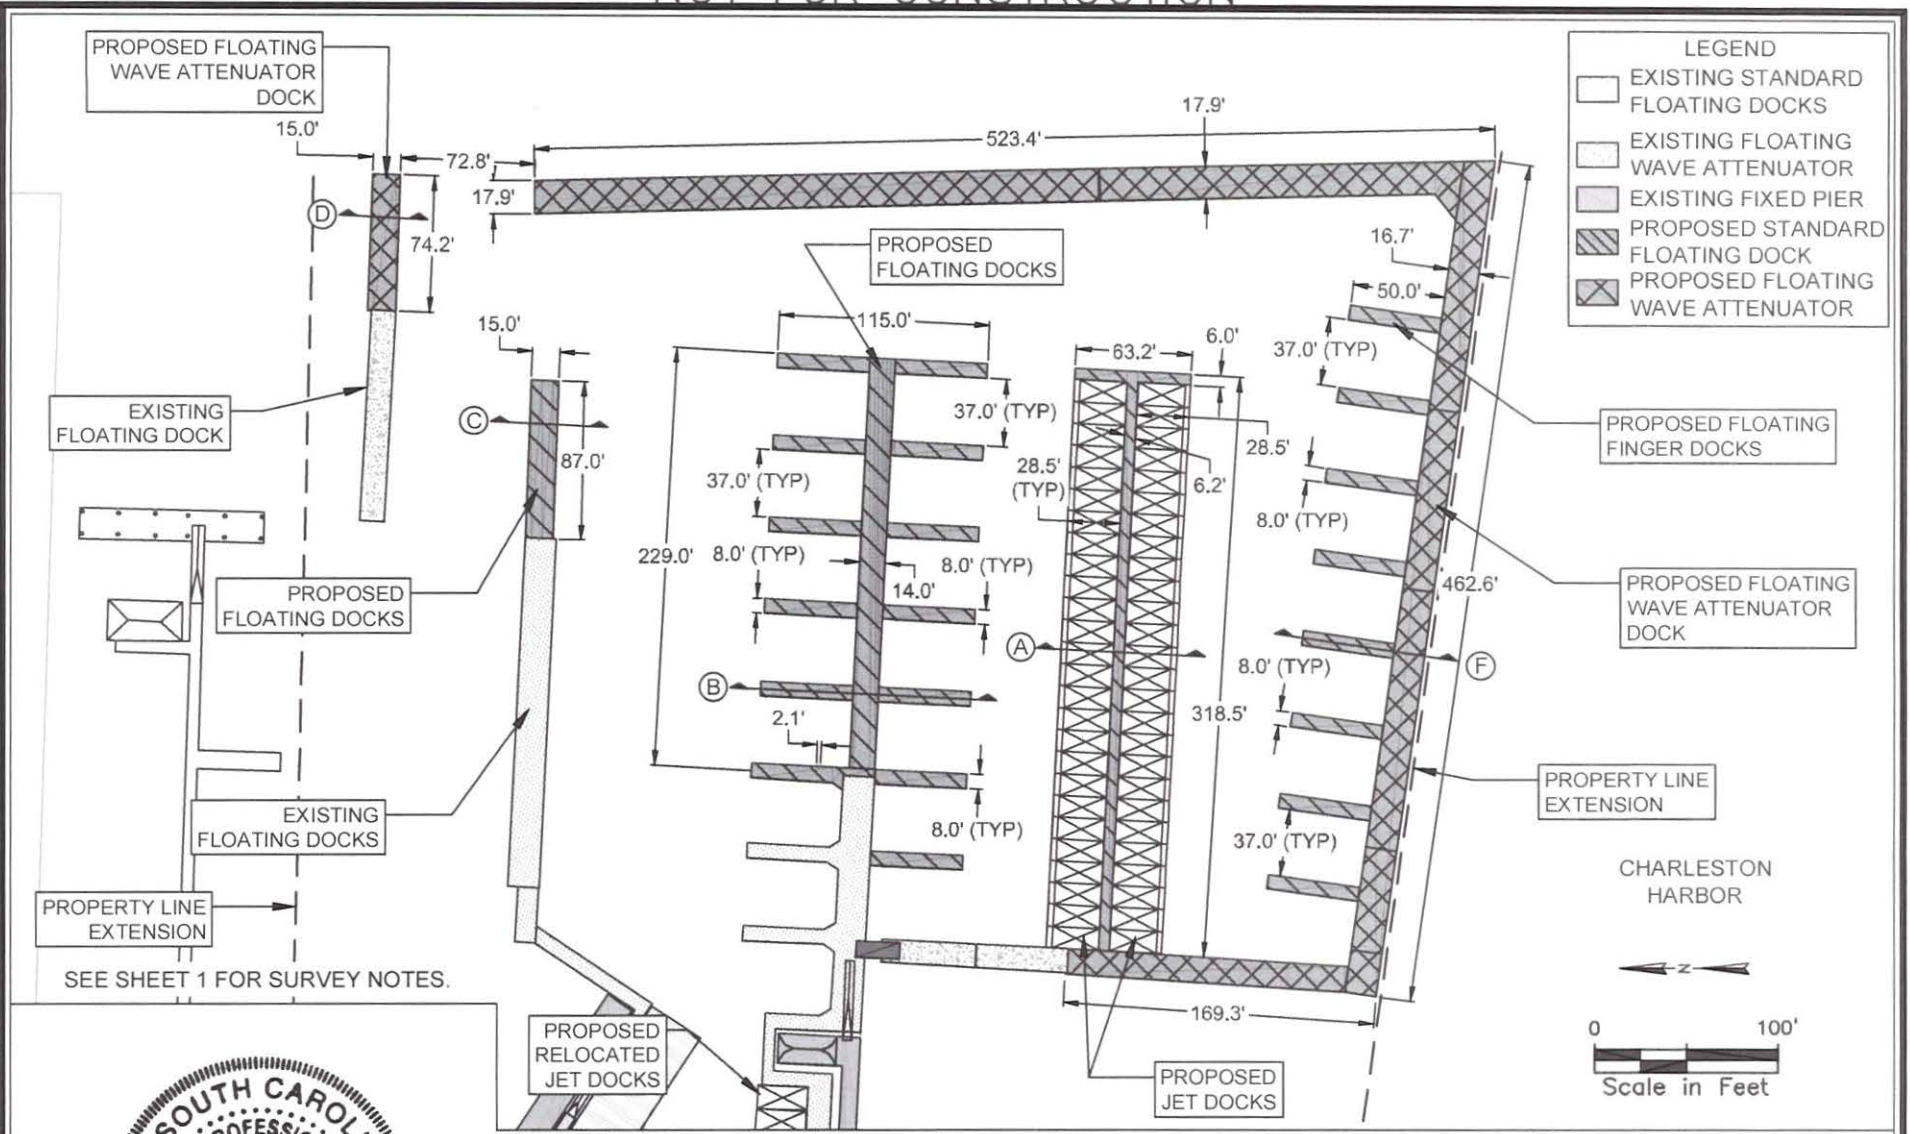 NOT FOR CONSTRUCTION
PROPOSED FLOATING
WAVE ATTENUATOR
DOCK
15.0'
72.8'
523.4'
17.9'
17.9'
D
74.2'
LEGEND
EXISTING STANDARD
FLOATING DOCKS
EXISTING FLOATING
WAVE ATTENUATOR
EXISTING FIXED PIER
PROPOSED STANDARD
FLOATING DOCK
PROPOSED FLOATING
WAVE ATTENUATOR
PROPOSED
FLOATING DOCKS
16.7'
50.0'
37.0' (TYP)
15.0'
115.0'
63.2'
6.0'
EXISTING
FLOATING DOCK
C
87.0'
37.0' (TYP)
37.0' (TYP)
28.5'
(TYP)
28.5'
6.2'
8.0' (TYP)
PROPOSED FLOATING
FINGER DOCKS
229.0'
8.0' (TYP)
14.0'
8.0' (TYP)
462.6'
PROPOSED
FLOATING DOCKS
PROPOSED FLOATING
WAVE ATTENUATOR
DOCK
A
B
2.1'
318.5'
8.0' (TYP)
F
EXISTING
FLOATING DOCKS
8.0' (TYP)
37.0' (TYP)
PROPERTY LINE
EXTENSION
CHARLESTON
HARBOR
PROPERTY LINE
EXTENSION
SEE SHEET 1 FOR SURVEY NOTES.
N
169.3'
PROPOSED
RELOCATED
JET DOCKS
PROPOSED
JET DOCKS
0 100'
Scale in Feet
SOUTH CAROL